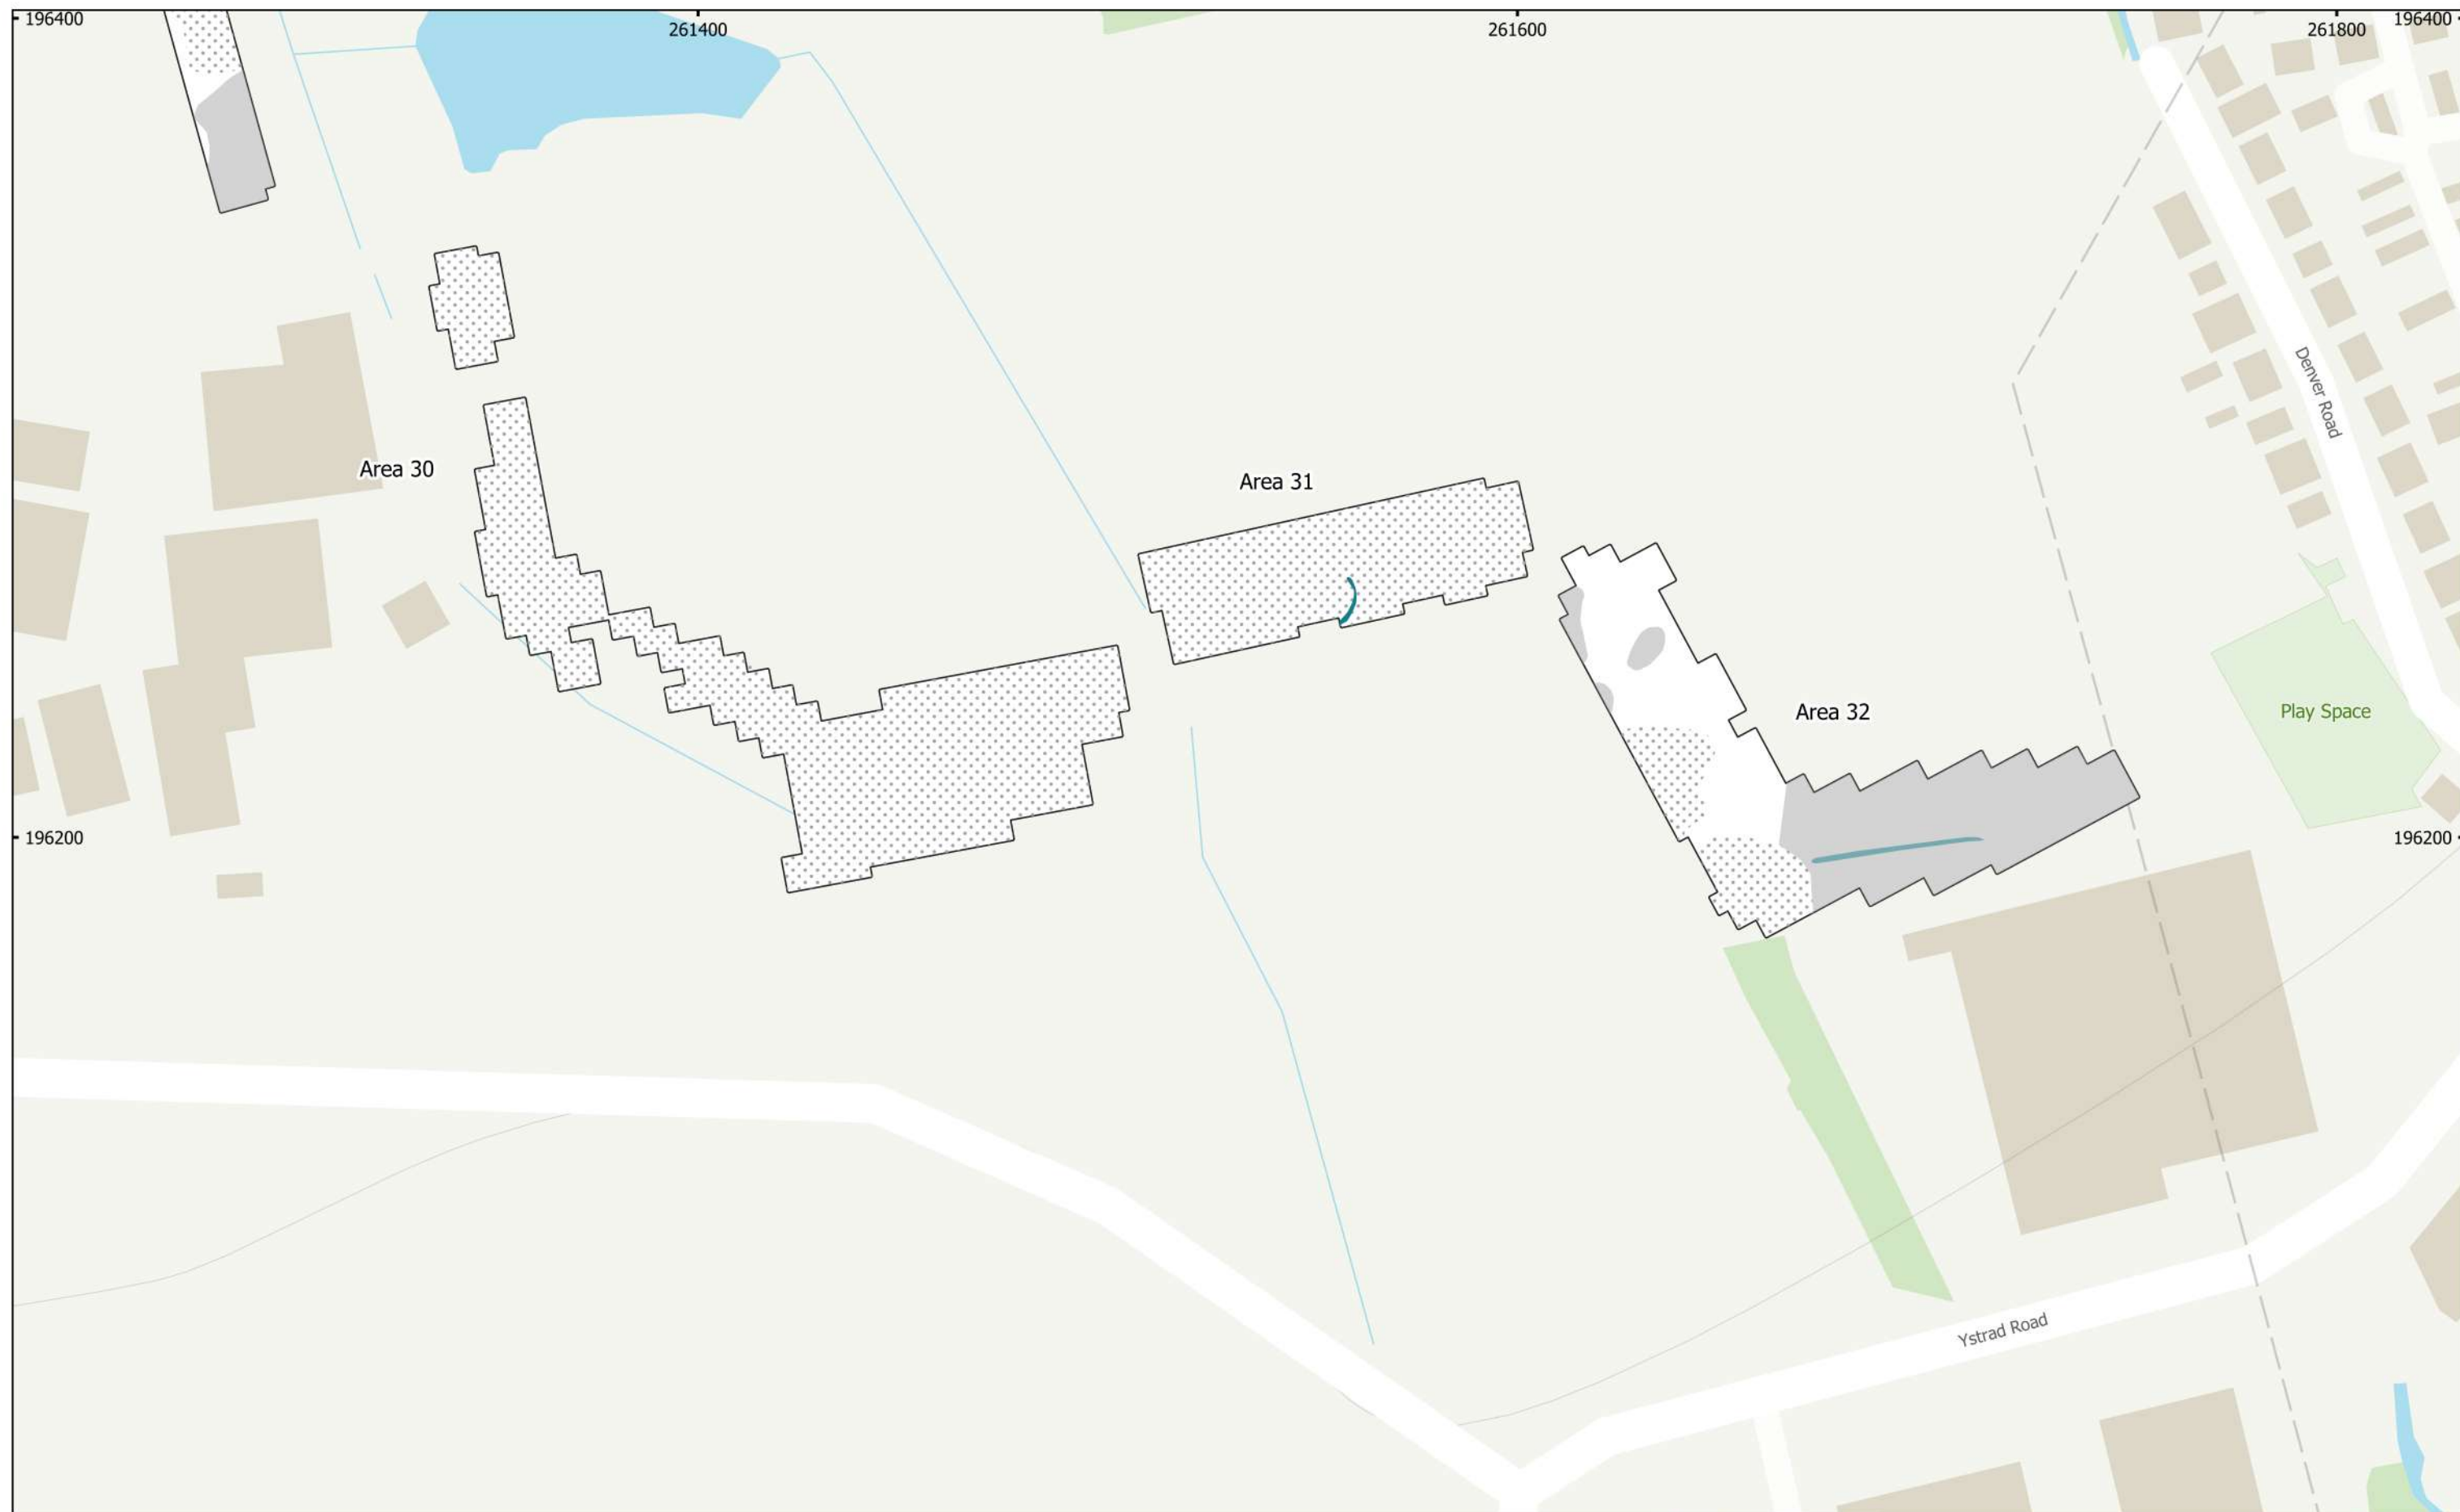 196400
261400
261600
261800
196400
Denver Road
Area 30
Area 31
Area 32
Play Space
196200
196200
Ystrad Road